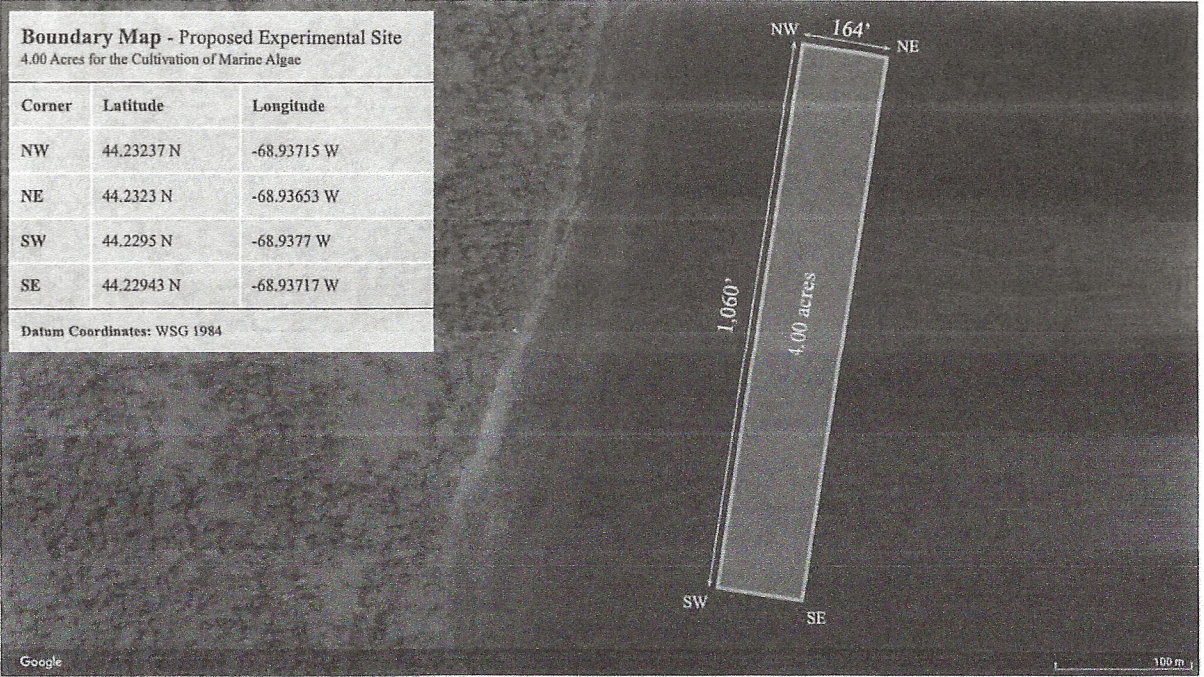 Boundary Map - Proposed Experimental Site
4.00 Acres for the Cultivation of Marine Algae
Corner Latitude Longitude
NW 44.23237 N -68.93715 W
NE 44.2323 N -68.93653 W
SW 44.2295 N -68.9377 W
SE 44.22943 N -68.93717 W
Datum Coordinates: WSG 1984
NW 164' NE
1,060'
4.00 acres
SW
SE
Google
100 m